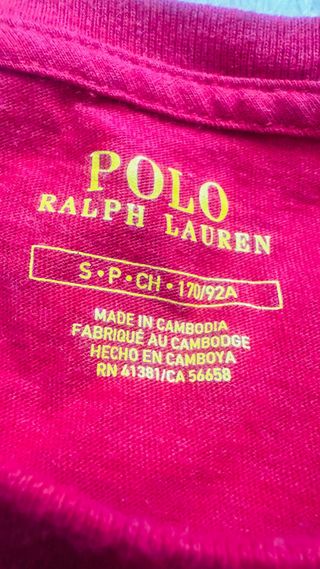 POLO
RALPH LAUREN
S•P•CH•170/92A
MADE IN CAMBODIA
FABRIQUÉ AU CAMBODGE
HECHO EN CAMBOYA
RN 41381/CA 56658